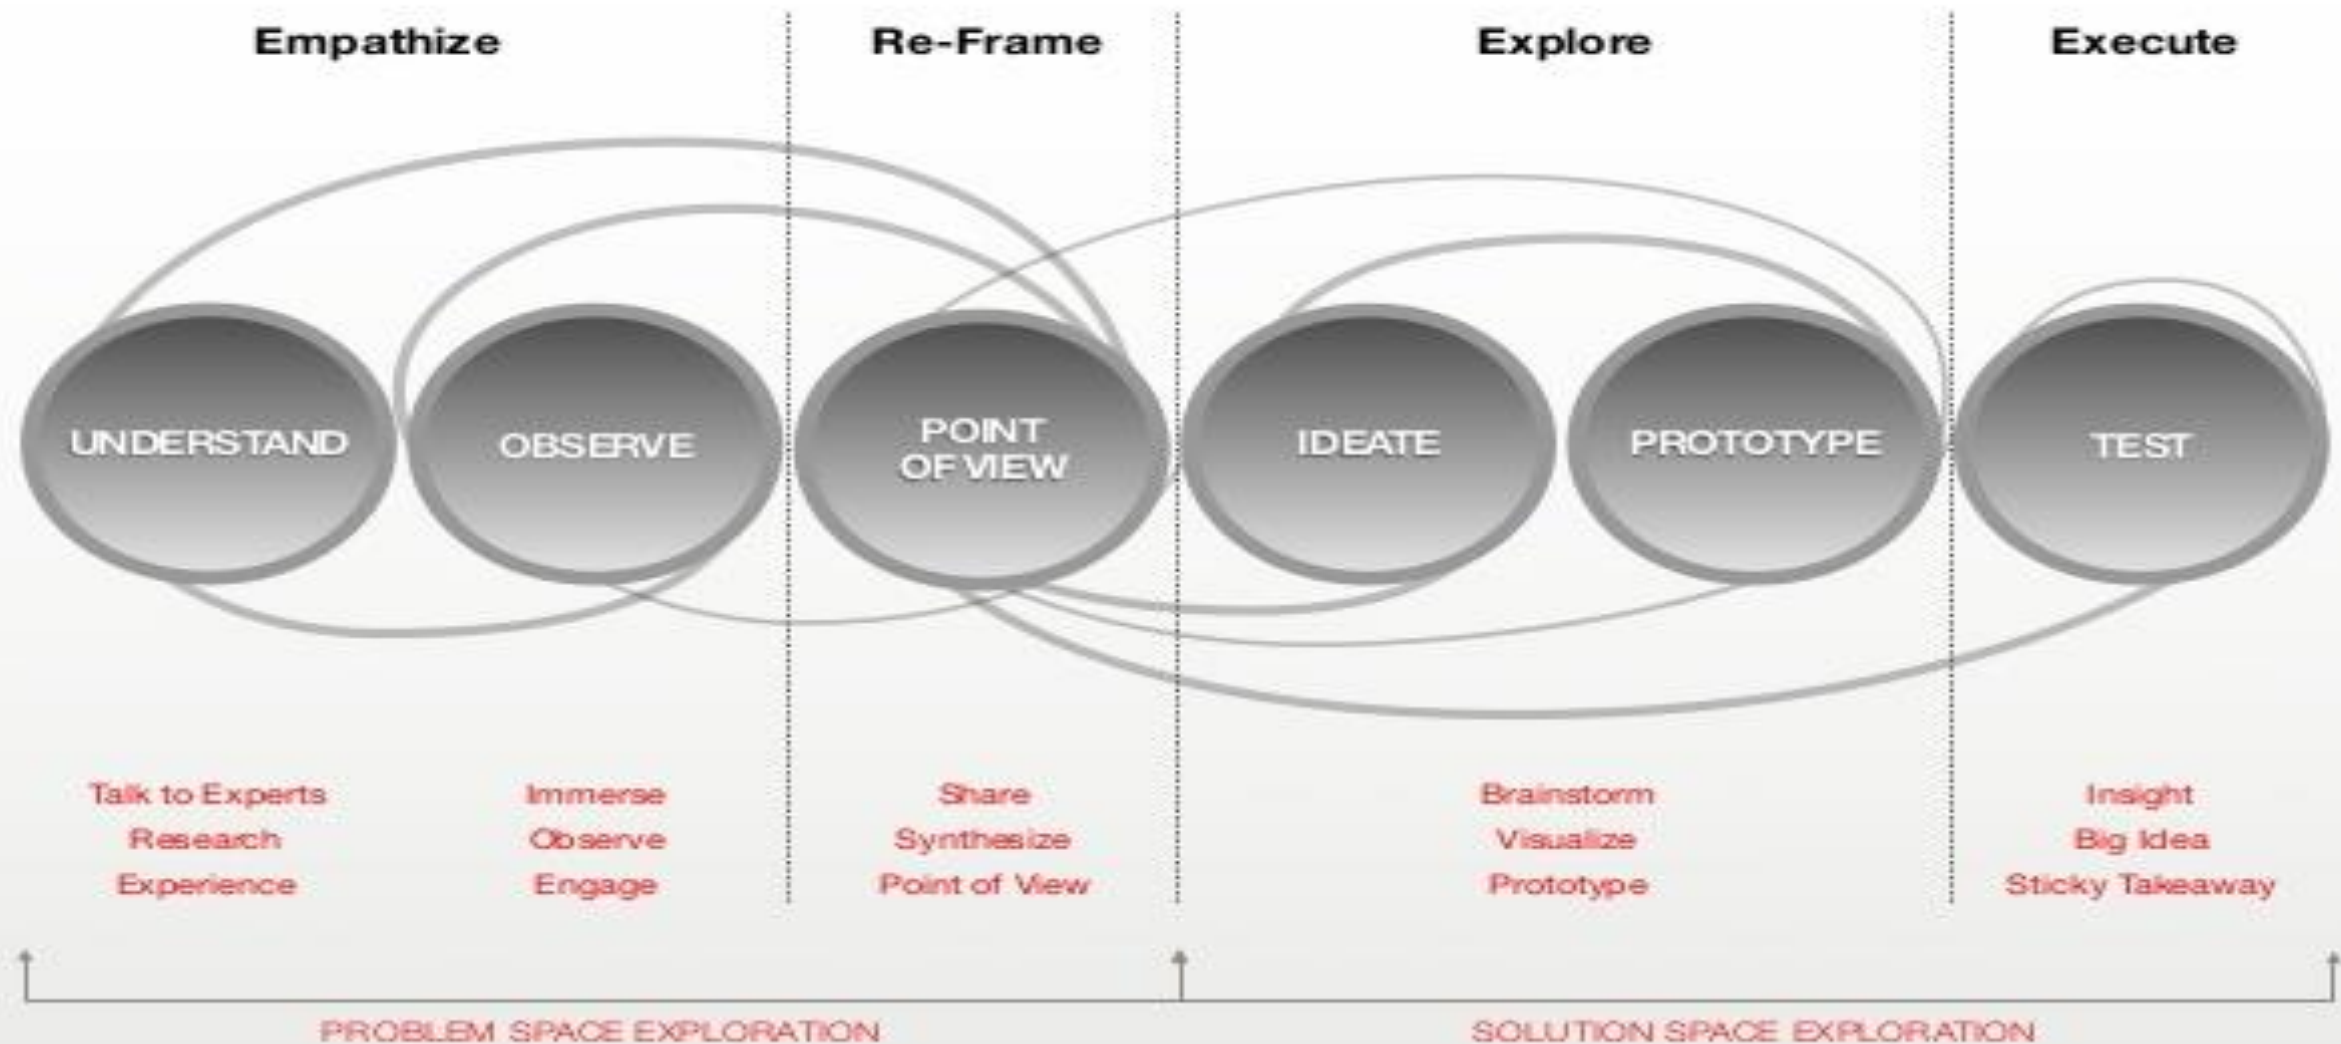 Empathize
Re-Frame
Explore
Execute
UNDERSTAND
OBSERVE
POINT
OF VIEW
IDEATE
PROTOTYPE
TEST
Talk to Experts
Research
Experience
Immerse
Observe
Engage
Share
Synthesize
Point of View
Brainstorm
Visualize
Prototype
Insight
Big Idea
Sticky Takeaway
PROBLEM SPACE EXPLORATION
SOLUTION SPACE EXPLORATION